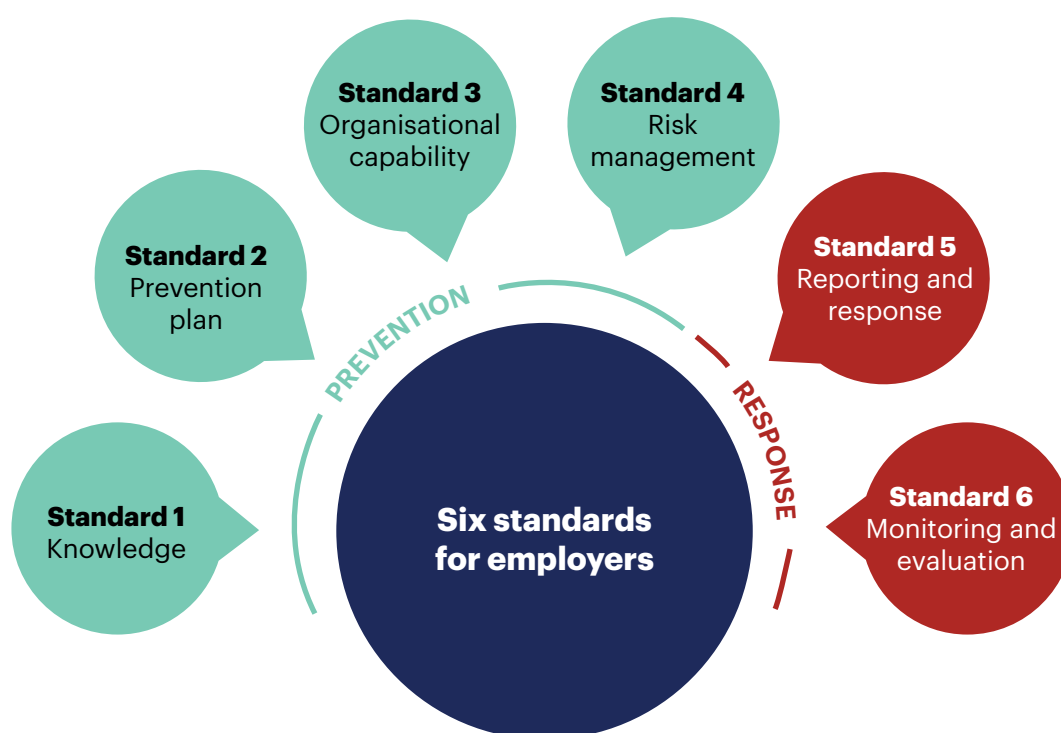 Standard 1
Knowledge
Standard 2
Prevention
plan
Standard 3
Organisational
capability
Standard 4
Risk
management
Standard 5
Reporting and
response
Standard 6
Monitoring and
evaluation
PREVENTION
RESPONSE
Six standards
for employers